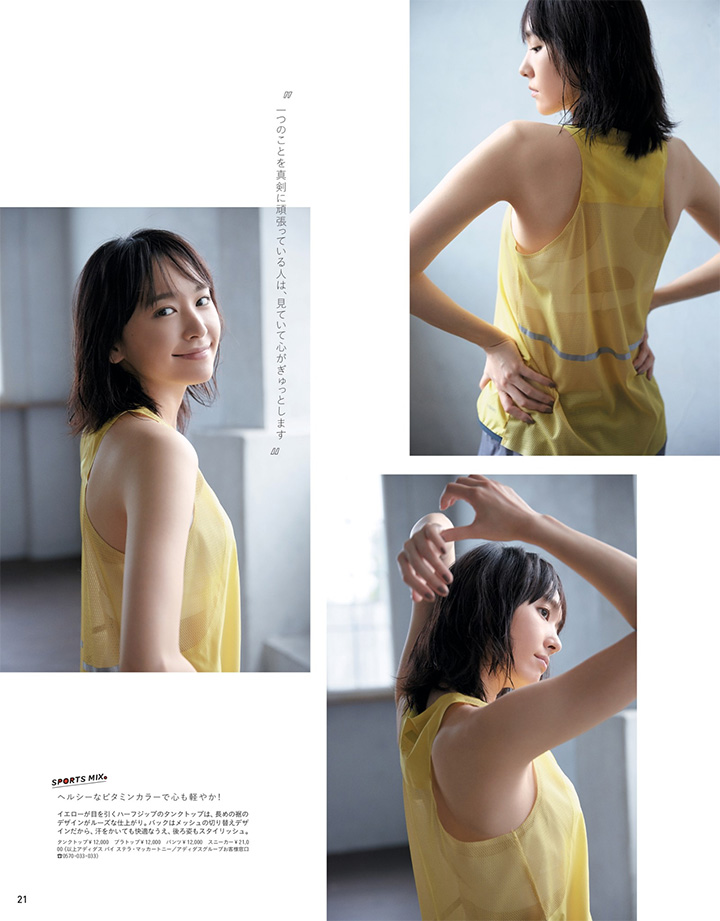 一つのことを真剣に頑張っている人は、見ていて心がぎゅっとします
SPORTS MIX.
ヘルシーなビタミンカラーで心も軽やか!
イエローが目を引くハーフジップのタンクトップは、長めの裾の
デザインがルーズな仕上がり。バックはメッシュの切り替えデザ
インだから、汗をかいても快適なうえ、後ろ姿もスタイリッシュ。
タンクトップ¥12,000 ブラトップ¥12,000 パンツ¥12,000 スニーカー¥21,0
00(以上アディダス バイ ステラ・マッカートニー/アディダスグループお客様窓口
☎0570-033-033)
21